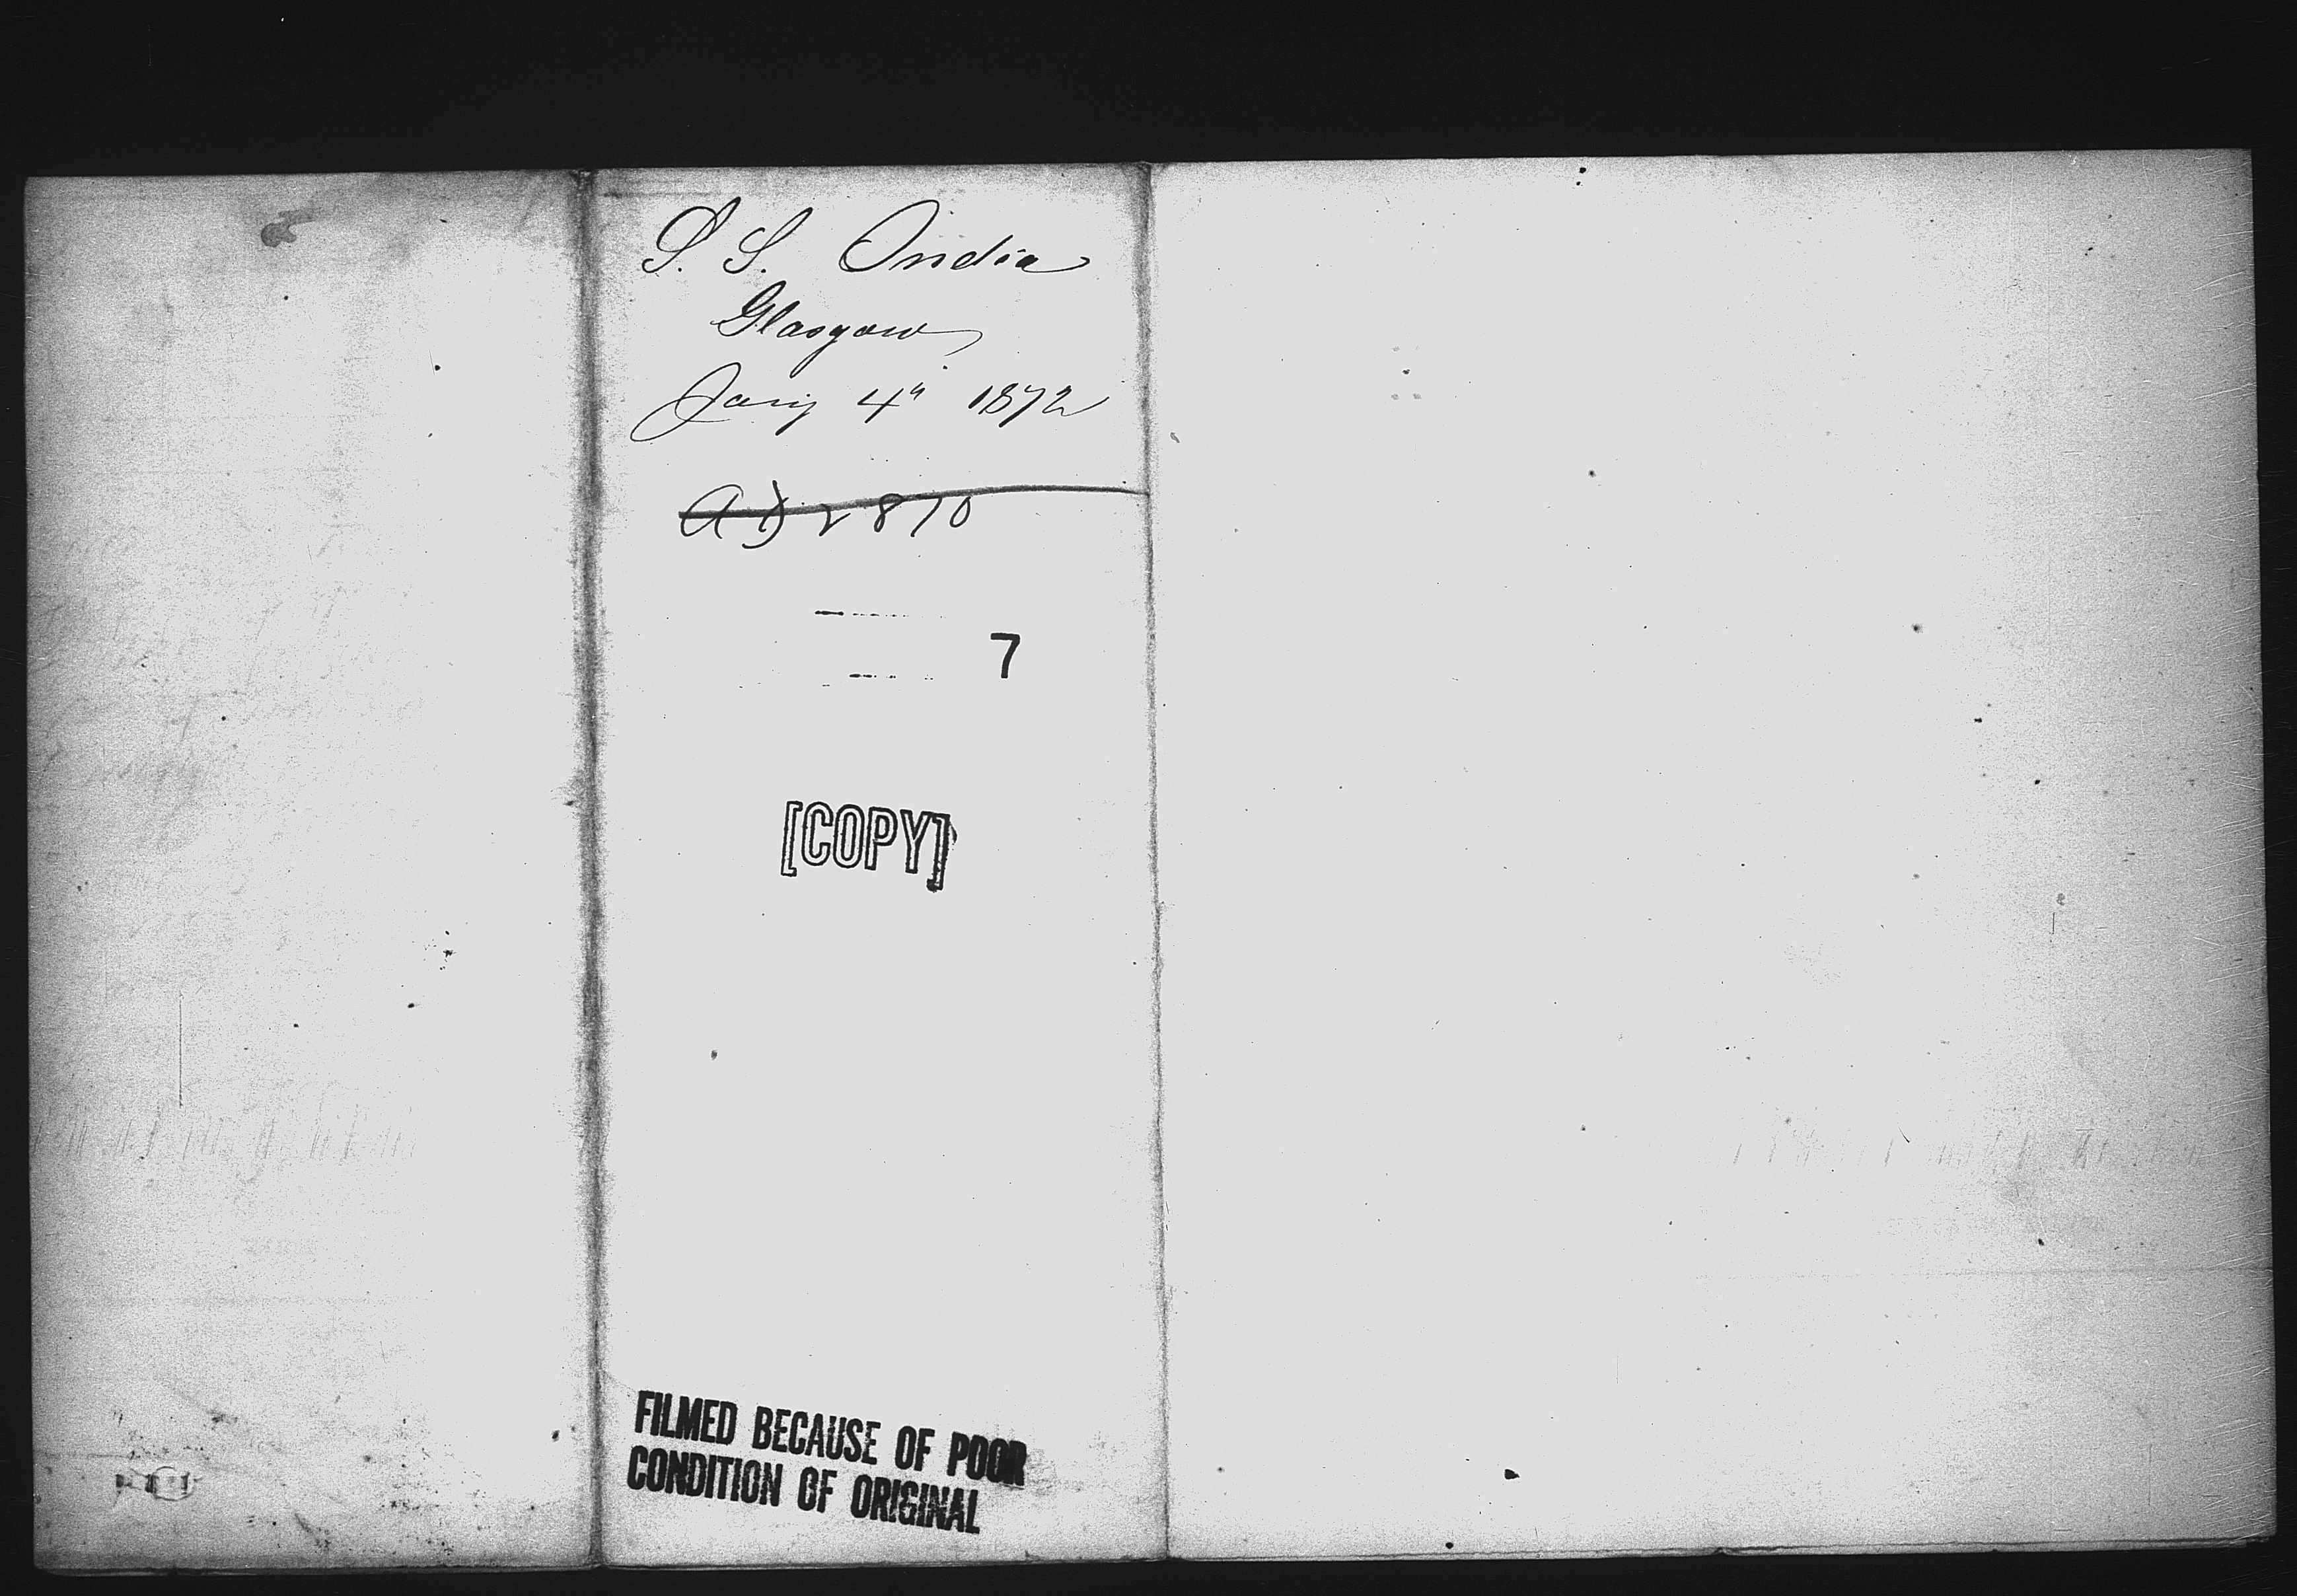 S. S. India
Glasgow
Jany 4" 1872
7
[COPY]
FILMED BECAUSE OF POOR
CONDITION OF ORIGINAL